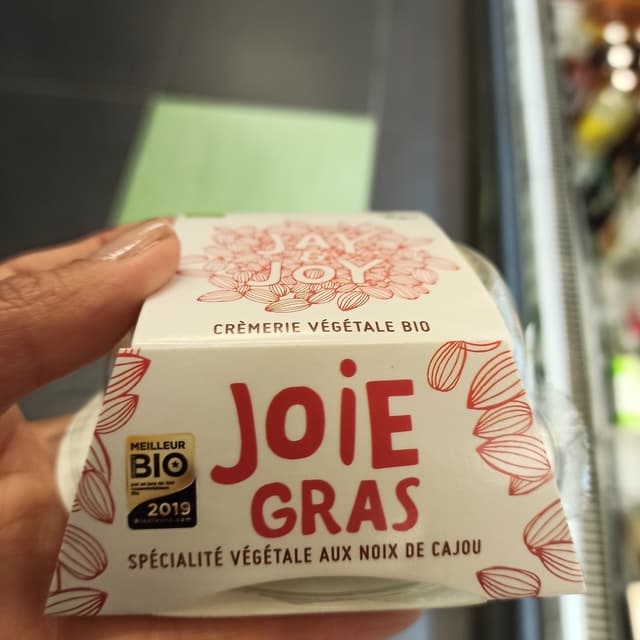 JAY
&
JOY
CRÈMERIE VÉGÉTALE BIO
JOiE
GRAS
MEILLEUR
BIO
2019
SPÉCIALITÉ VÉGÉTALE AUX NOIX DE CAJOU